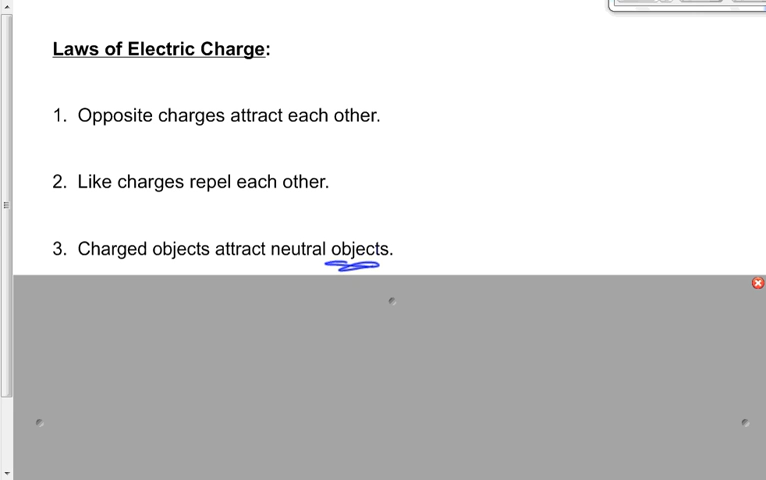 Laws of Electric Charge:
1. Opposite charges attract each other.
2. Like charges repel each other.
3. Charged objects attract neutral objects.